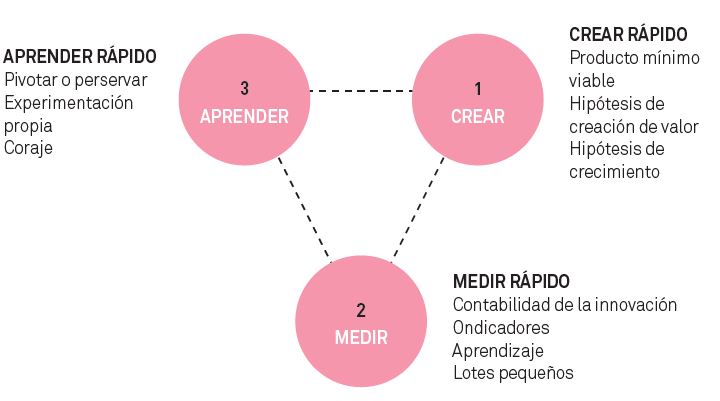 APRENDER RÁPIDO
Pivotar o perservar
Experimentación
propia
Coraje
3
APRENDER
1
CREAR
CREAR RÁPIDO
Producto mínimo
viable
Hipótesis de
creación de valor
Hipótesis de
crecimiento
2
MEDIR
MEDIR RÁPIDO
Contabilidad de la innovación
Ondicadores
Aprendizaje
Lotes pequeños